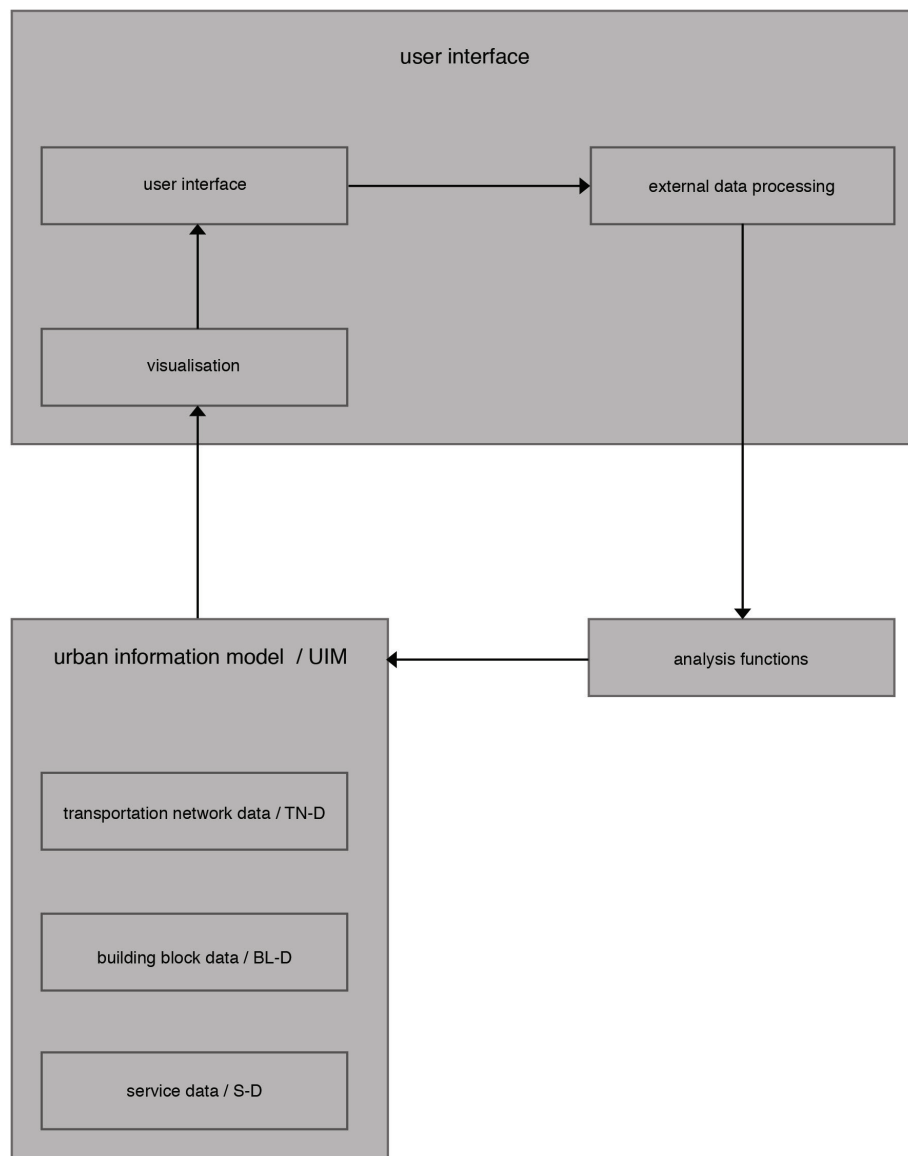 user interface
user interface
external data processing
visualisation
urban information model / UIM
analysis functions
transportation network data / TN-D
building block data / BL-D
service data / S-D